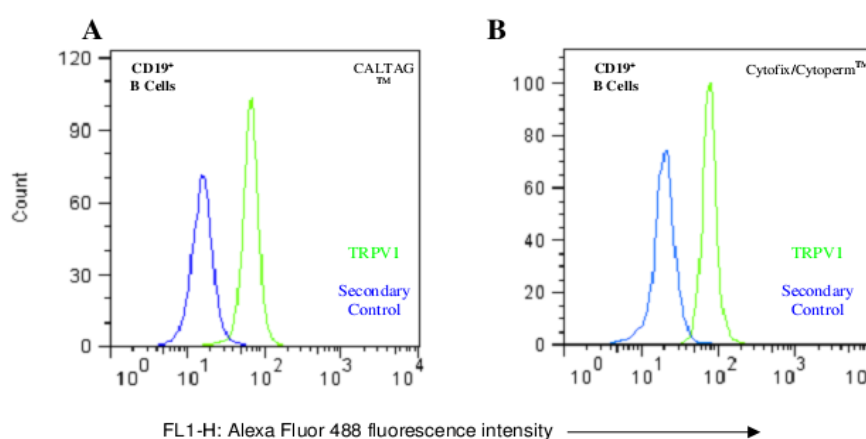 A
CD19⁺
B Cells
CALTAG
™
120
90
60
30
0
Count
TRPV1
Secondary
Control
10⁰ 10¹ 10² 10³ 10⁴
B
CD19⁺
B Cells
Cytofix/Cytoperm™
100
80
60
40
20
0
TRPV1
Secondary
Control
10⁰ 10¹ 10² 10³
FL1-H: Alexa Fluor 488 fluorescence intensity